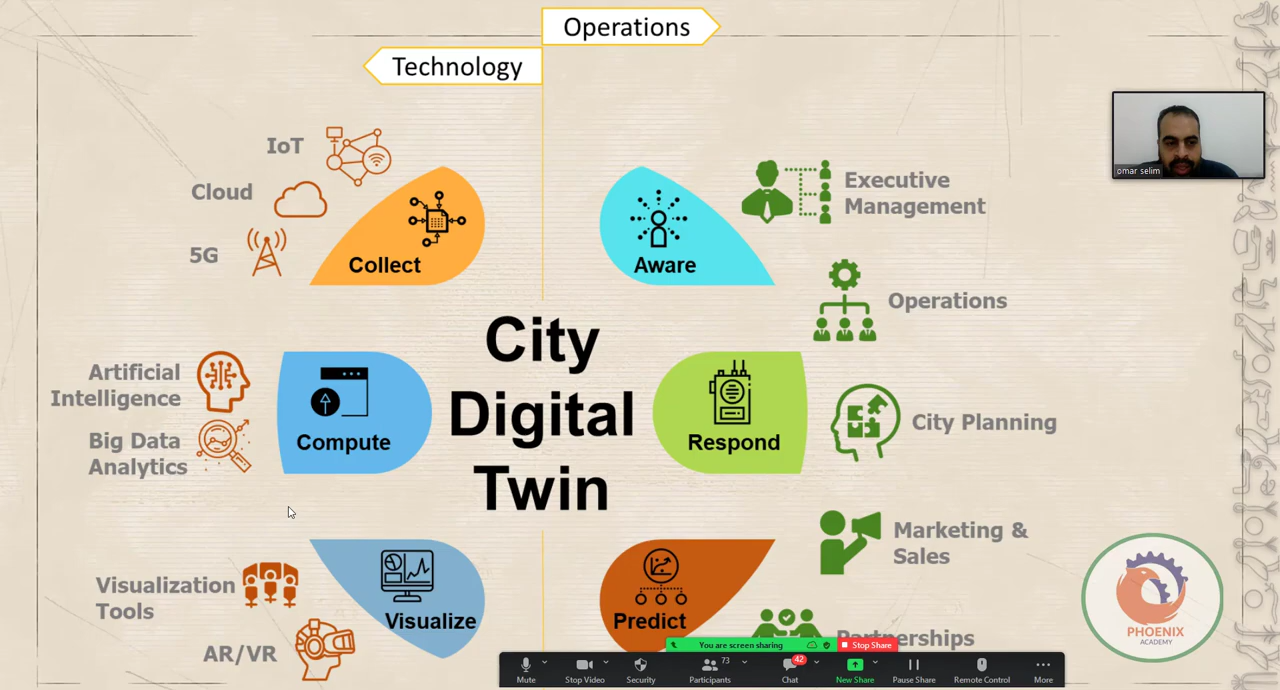 Operations
Technology
omar selim
IoT
Cloud
5G
Collect
Aware
Executive
Management
Operations
Artificial
Intelligence
Big Data
Analytics
Compute
City
Digital
Twin
Respond
City Planning
Marketing &
Sales
Visualization
Tools
AR/VR
Visualize
Predict
Partnerships
PHOENIX
ACADEMY
You are screen sharing
Stop Share
Mute
Stop Video
Security
73
Participants
42
Chat
New Share
Pause Share
Remote Control
More